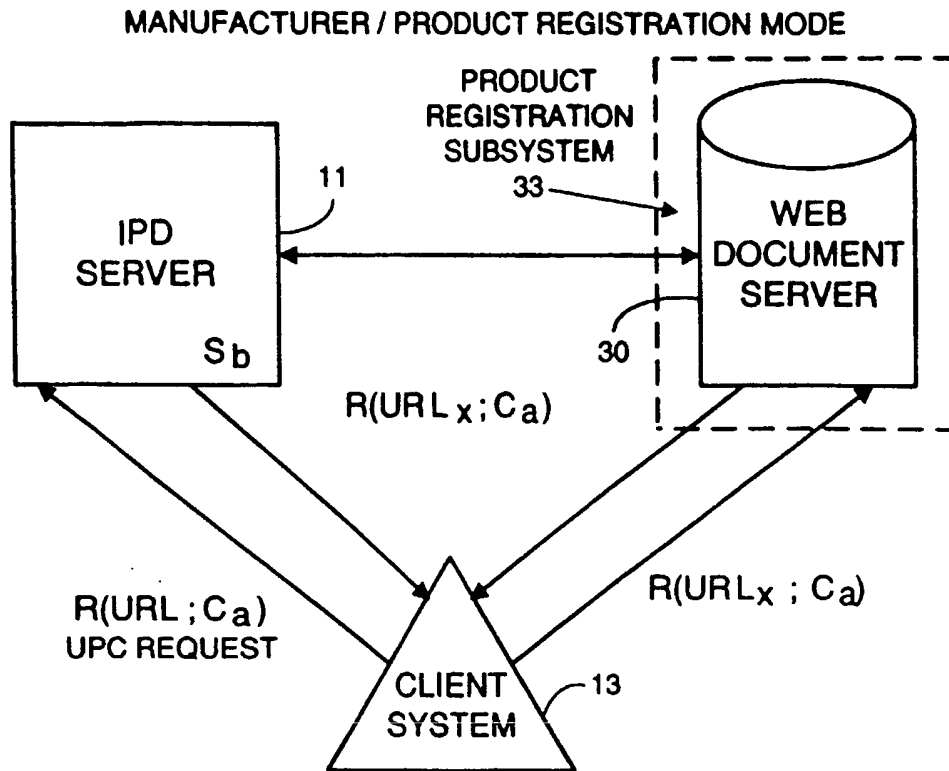 MANUFACTURER / PRODUCT REGISTRATION MODE
PRODUCT
REGISTRATION
SUBSYSTEM
33
11
IPD
SERVER
Sb
WEB
DOCUMENT
SERVER
30
R(URLx; Ca)
R(URL; Ca)
UPC REQUEST
R(URLx ; Ca)
CLIENT
SYSTEM
13